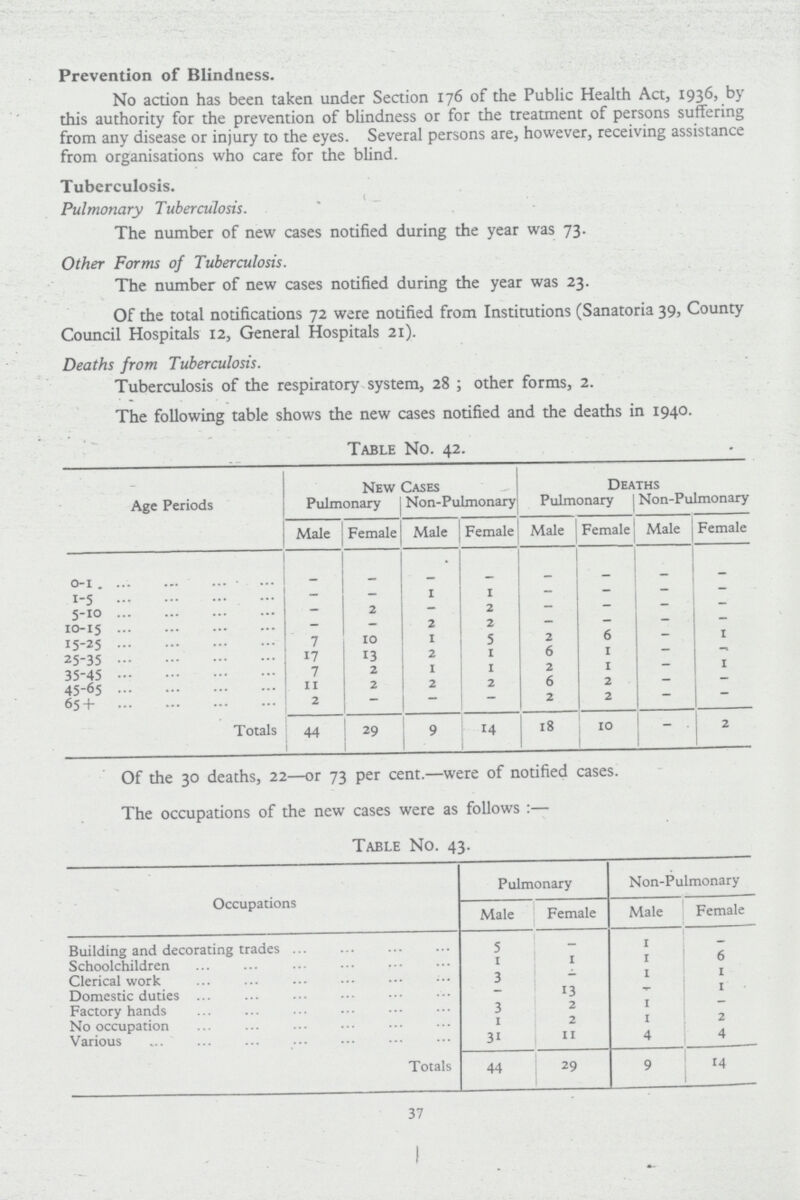 Prevention of Blindness.
No action has been taken under Section 176 of the Public Health Act, 1936, by
this authority for the prevention of blindness or for the treatment of persons suffering
from any disease or injury to the eyes. Several persons are, however, receiving assistance
from organisations who care for the blind.
Tuberculosis.
Pulmonary Tuberculosis.
The number of new cases notified during the year was 73.
Other Forms of Tuberculosis.
The number of new cases notified during the year was 23.
Of the total notifications 72 were notified from Institutions (Sanatoria 39, County
Council Hospitals 12, General Hospitals 21).
Deaths from Tuberculosis.
Tuberculosis of the respiratory system, 28 ; other forms, 2.
The following table shows the new cases notified and the deaths in 1940.
TABLE NO. 42.
Age Periods NEW CASES DEATHS
Pulmonary Non-Pulmonary Pulmonary Non-Pulmonary
Male Female Male Female Male Female Male Female
0-1 . ... ... ... ... – – – – – – – –
1-5 ... ... ... ... – – 1 1 – – – –
5-10 ... ... ... ... – 2 – 2 – – – –
10-15 ... ... ... ... – – 2 2 – – – –
15-25 ... ... ... ... 7 10 1 5 2 6 – 1
25-35 ... ... ... ... 17 13 2 1 6 1 – –
35-45 ... ... ... ... 7 2 1 1 2 1 – 1
45-65 ... ... ... ... 11 2 2 2 6 2 – –
65+ ... ... ... ... 2 – – – 2 2 – –
Totals 44 29 9 14 18 10 – 2
Of the 30 deaths, 22—or 73 per cent.—were of notified cases.
The occupations of the new cases were as follows :—
TABLE NO. 43.
Occupations Pulmonary Non-Pulmonary
Male Female Male Female
Building and decorating trades ... ... ... ... 5 – 1 –
Schoolchildren ... ... ... ... ... ... 1 1 1 6
Clerical work ... ... ... ... ... ... 3 – 1 1
Domestic duties ... ... ... ... ... ... – 13 – 1
Factory hands ... ... ... ... ... ... 3 2 1 –
No occupation ... ... ... ... ... ... 1 2 1 2
Various ... ... ... ... ... ... ... 31 11 4 4
Totals 44 29 9 14
37